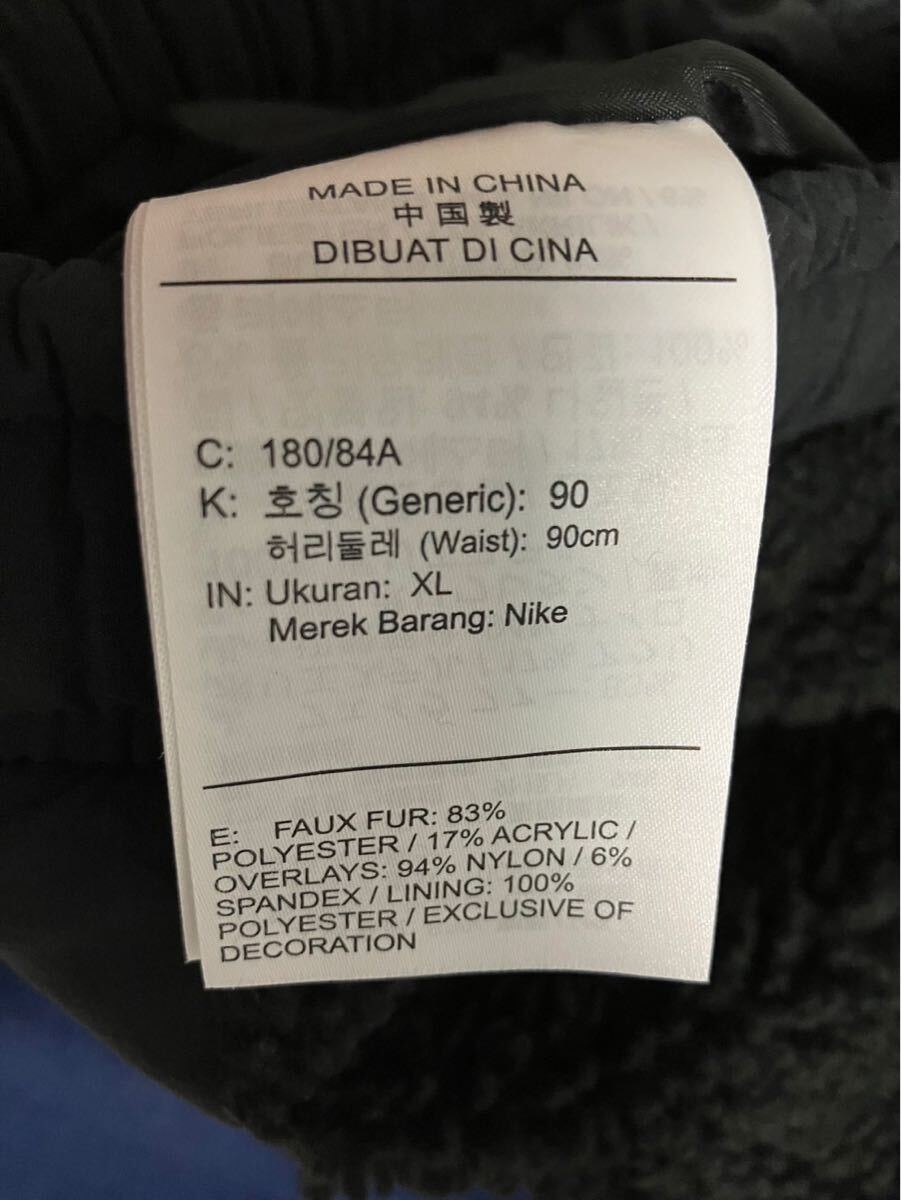 MADE IN CHINA
中国製
DIBUAT DI CINA
C: 180/84A
K: 호칭 (Generic): 90
허리둘레 (Waist): 90cm
IN: Ukuran: XL
Merek Barang: Nike
E: FAUX FUR: 83%
POLYESTER / 17% ACRYLIC /
OVERLAYS: 94% NYLON / 6%
SPANDEX / LINING: 100%
POLYESTER / EXCLUSIVE OF
DECORATION